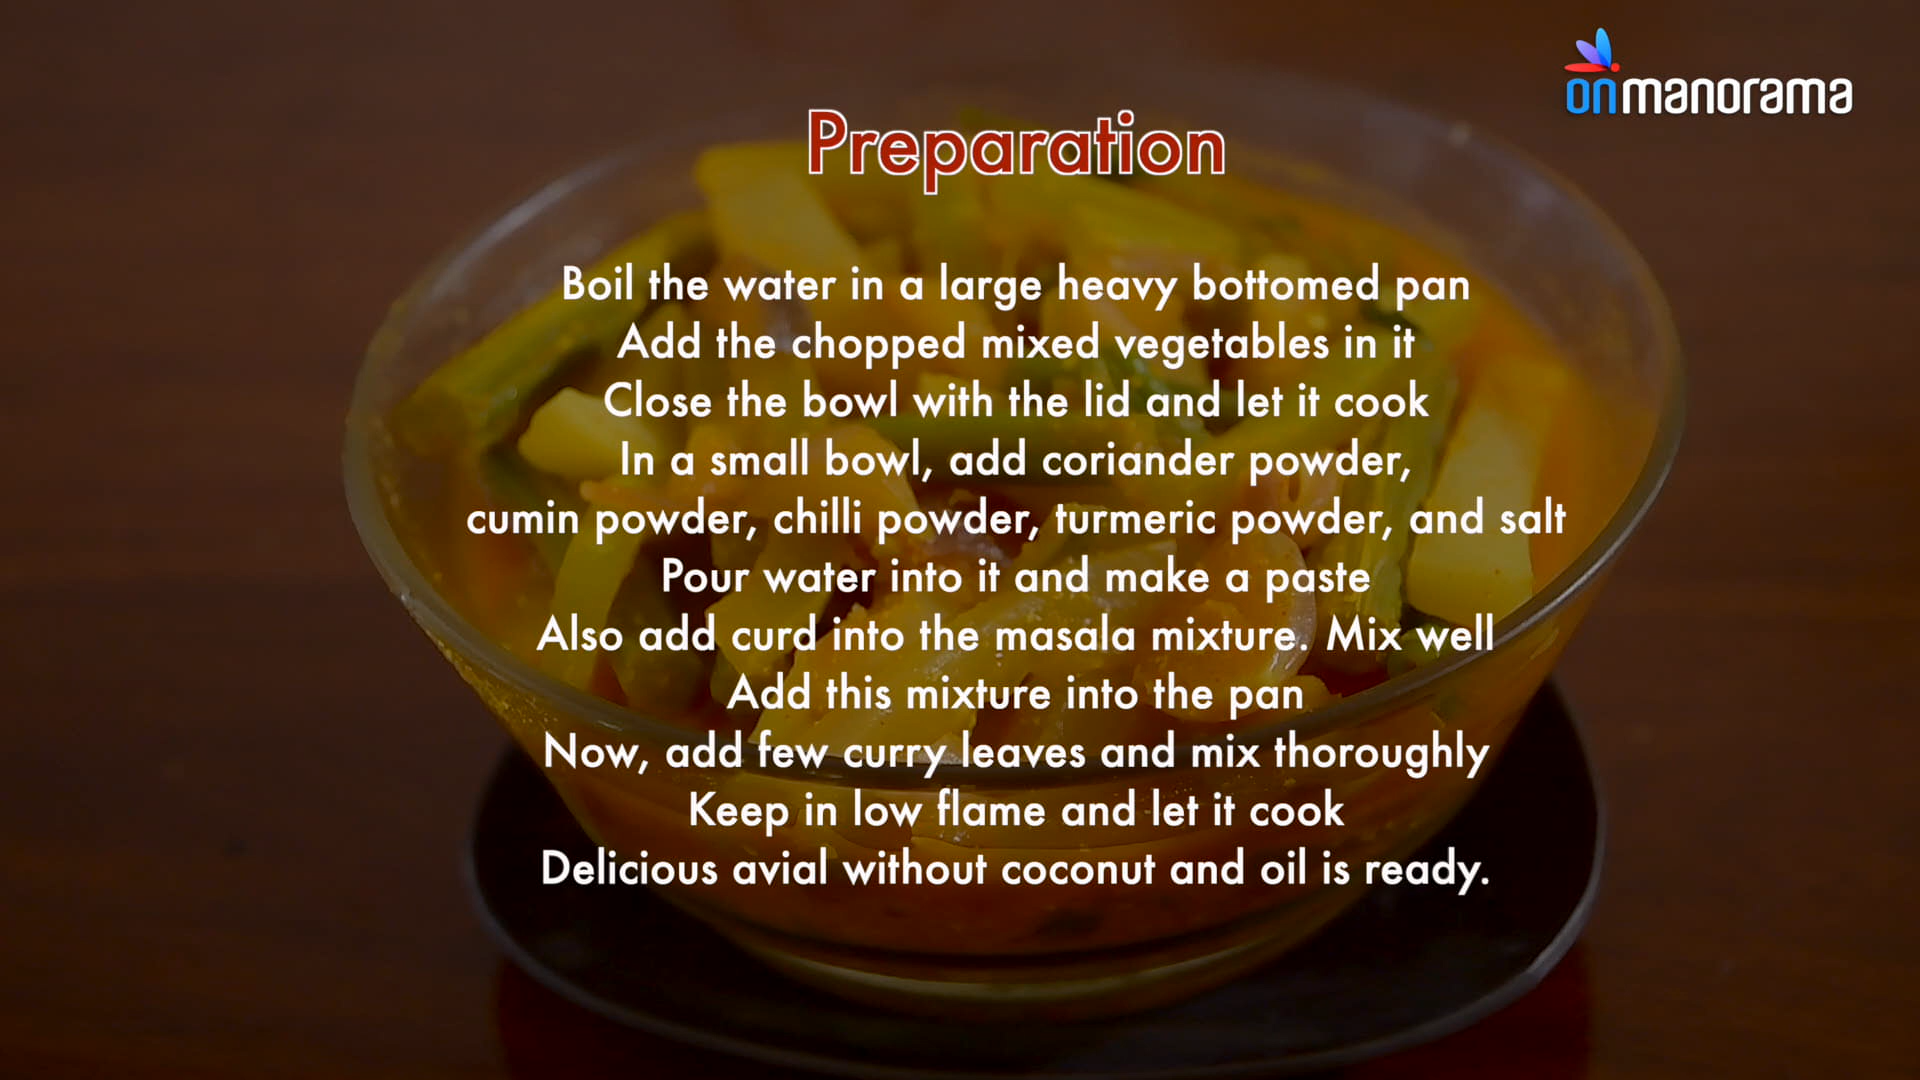 onmanorama
Preparation
Boil the water in a large heavy bottomed pan
Add the chopped mixed vegetables in it
Close the bowl with the lid and let it cook
In a small bowl, add coriander powder,
cumin powder, chilli powder, turmeric powder, and salt
Pour water into it and make a paste
Also add curd into the masala mixture. Mix well
Add this mixture into the pan
Now, add few curry leaves and mix thoroughly
Keep in low flame and let it cook
Delicious avial without coconut and oil is ready.